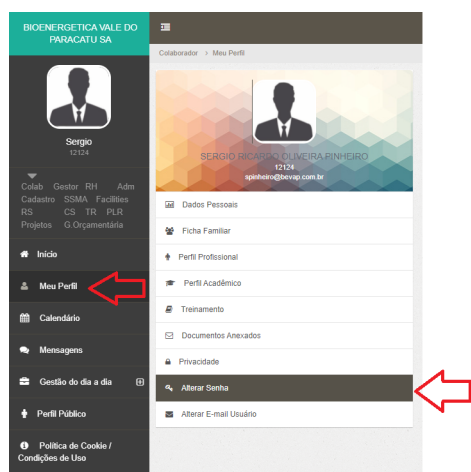 BIOENERGETICA VALE DO
PARACATU SA
Sergio
12124
Colab Gestor RH Adm
Cadastro SSMA Facilities
RS CS TR PLR
Projetos G.Orçamentária
Início
Meu Perfil
Calendário
Mensagens
Gestão do dia a dia
Perfil Público
Política de Cookie /
Condições de Uso
Colaborador > Meu Perfil
SERGIO RICARDO OLIVEIRA PINHEIRO
12124
spinheiro@bevap.com.br
Dados Pessoais
Ficha Familiar
Perfil Profissional
Perfil Acadêmico
Treinamento
Documentos Anexados
Privacidade
Alterar Senha
Alterar E-mail Usuário